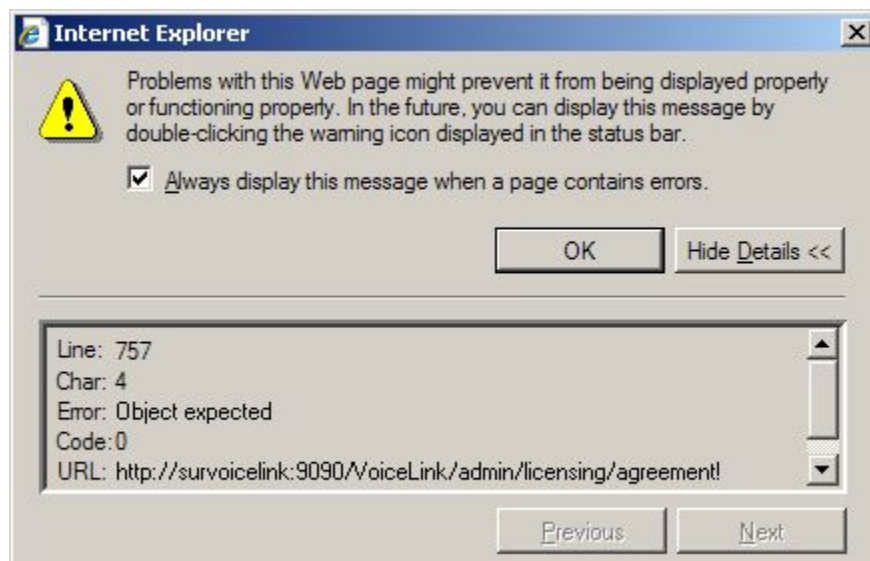 Internet Explorer
Problems with this Web page might prevent it from being displayed properly
or functioning properly. In the future, you can display this message by
double-clicking the warning icon displayed in the status bar.
Always display this message when a page contains errors.
OK
Hide Details <<
Line: 757
Char: 4
Error: Object expected
Code:0
URL: http://survoicelink:9090/VoiceLink/admin/licensing/agreement!
Previous
Next